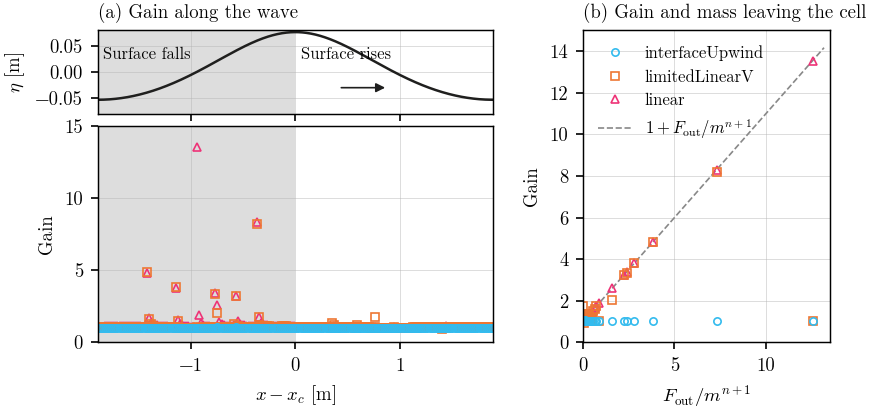 (a) Gain along the wave
η [m]
0.05
0.00
−0.05
Surface falls
Surface rises
Gain
15
10
5
0
−1
0
1
x − x_c [m]
(b) Gain and mass leaving the cell
Gain
14
12
10
8
6
4
2
0
interfaceUpwind
limitedLinearV
linear
1 + F_out/m^{n+1}
0
5
10
F_out/m^{n+1}